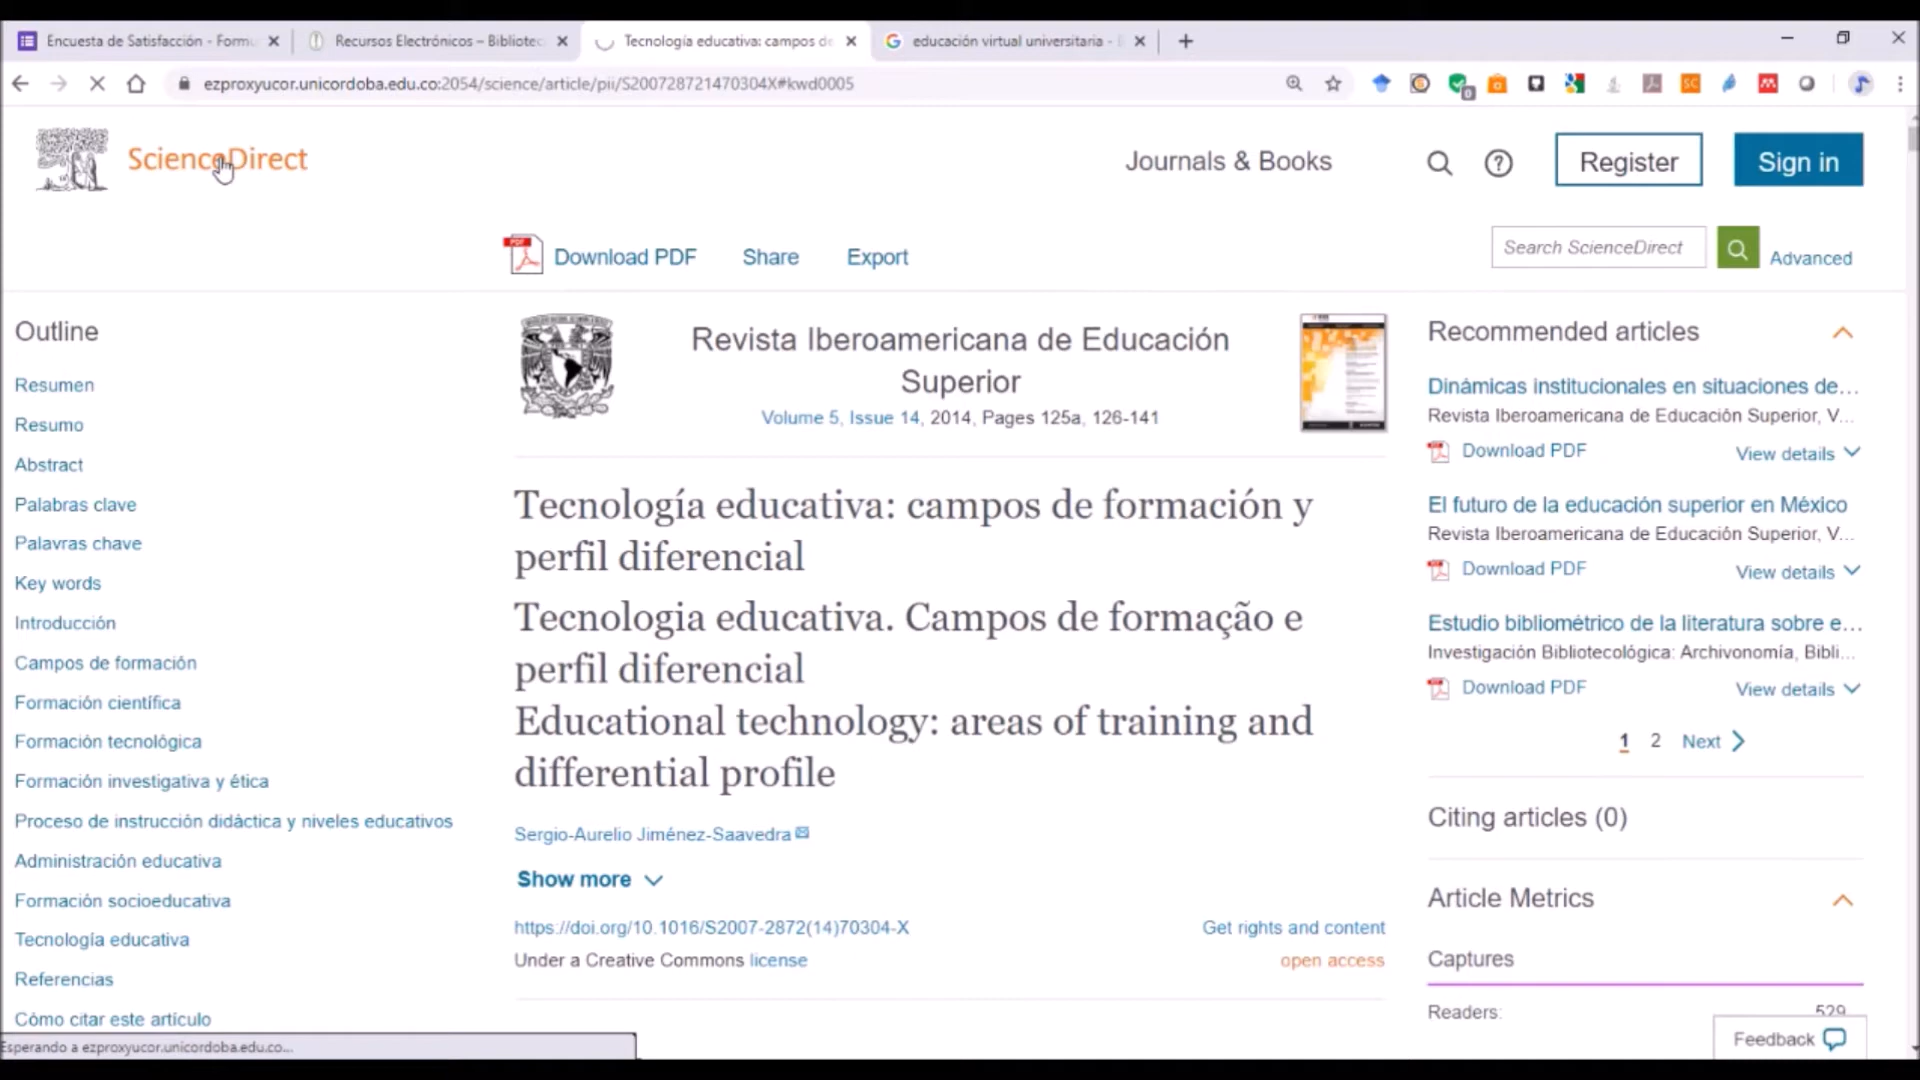 Encuesta de Satisfacción - Formu
Recursos Electrónicos – Bibliotec
Tecnología educativa: campos de
educación virtual universitaria -
ezproxyucor.unicordoba.edu.co:2054/science/article/pii/S200728721470304X#kwd0005
ScienceDirect
Journals & Books
Register
Sign in
Download PDF
Share
Export
Search ScienceDirect
Advanced
Outline
Resumen
Resumo
Abstract
Palabras clave
Palavras chave
Key words
Introducción
Campos de formación
Formación científica
Formación tecnológica
Formación investigativa y ética
Proceso de instrucción didáctica y niveles educativos
Administración educativa
Formación socioeducativa
Tecnología educativa
Referencias
Cómo citar este artículo
Esperando a ezproxyucor.unicordoba.edu.co...
Revista Iberoamericana de Educación
Superior
Volume 5, Issue 14, 2014, Pages 125a, 126-141
Tecnología educativa: campos de formación y
perfil diferencial
Tecnologia educativa. Campos de formação e
perfil diferencial
Educational technology: areas of training and
differential profile
Sergio-Aurelio Jiménez-Saavedra
Show more
https://doi.org/10.1016/S2007-2872(14)70304-X
Get rights and content
Under a Creative Commons license
open access
Recommended articles
Dinámicas institucionales en situaciones de...
Revista Iberoamericana de Educación Superior, V...
Download PDF
View details
El futuro de la educación superior en México
Revista Iberoamericana de Educación Superior, V...
Download PDF
View details
Estudio bibliométrico de la literatura sobre e...
Investigación Bibliotecológica: Archivonomía, Bibli...
Download PDF
View details
1 2 Next
Citing articles (0)
Article Metrics
Captures
Readers: 529
Feedback